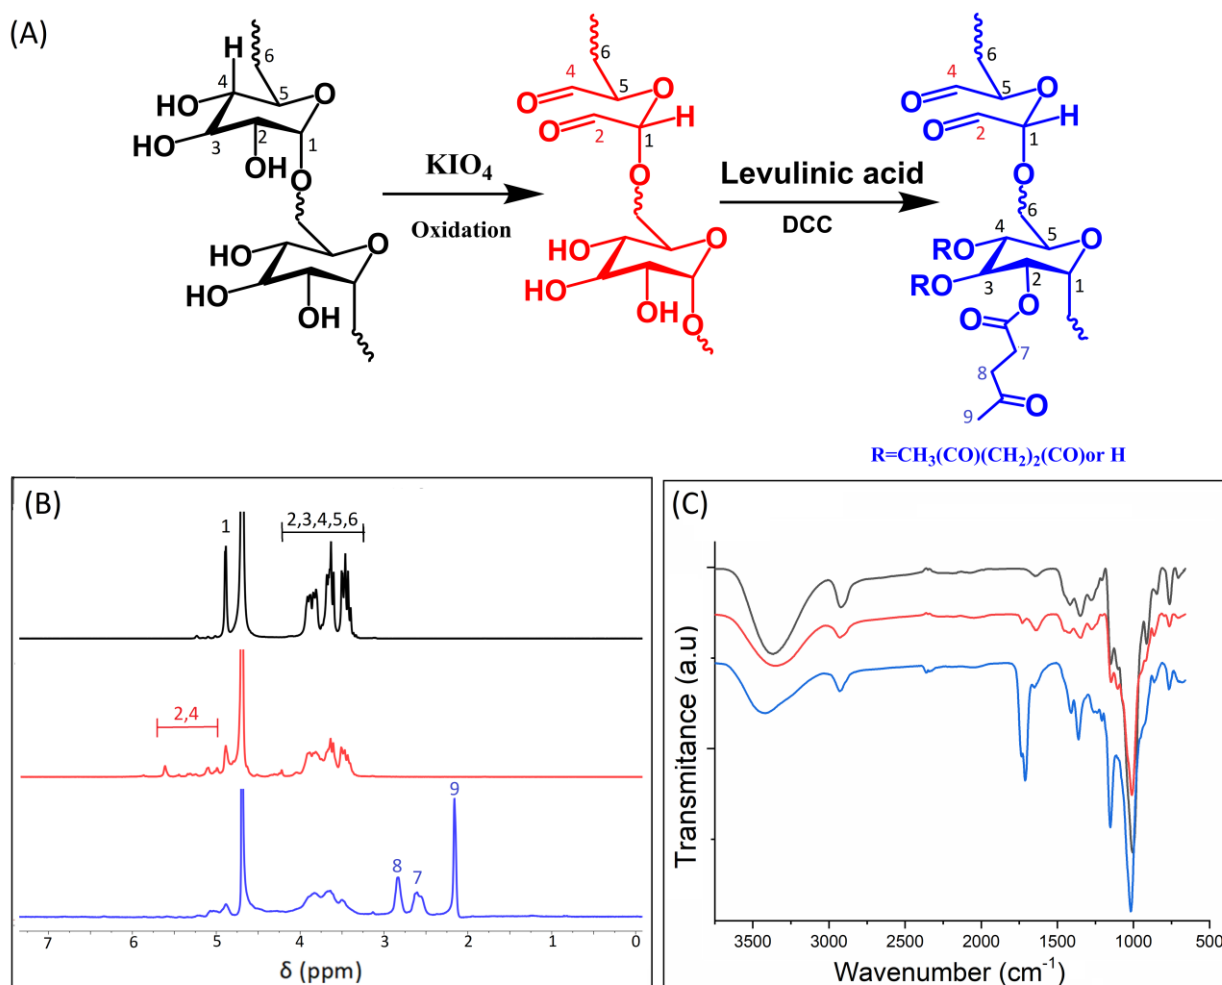 (A)
6
4
H
5
O
HO
HO
3
2
OH
1
O
O
HO
HO
OH
KIO4
Oxidation
6
4
5
O
O
O
2
1
H
O
HO
O
HO
OH
O
Levulinic acid
DCC
6
4
5
O
O
O
2
1
H
O
6
4
5
O
RO
RO
3
2
1
O
O
7
8
9
O
R=CH3(CO)(CH2)2(CO)or H
(B)
1
2,3,4,5,6
2,4
9
8
7
7 6 5 4 3 2 1 0
δ (ppm)
(C)
Transmitance (a.u)
3500 3000 2500 2000 1500 1000 500
Wavenumber (cm-1)